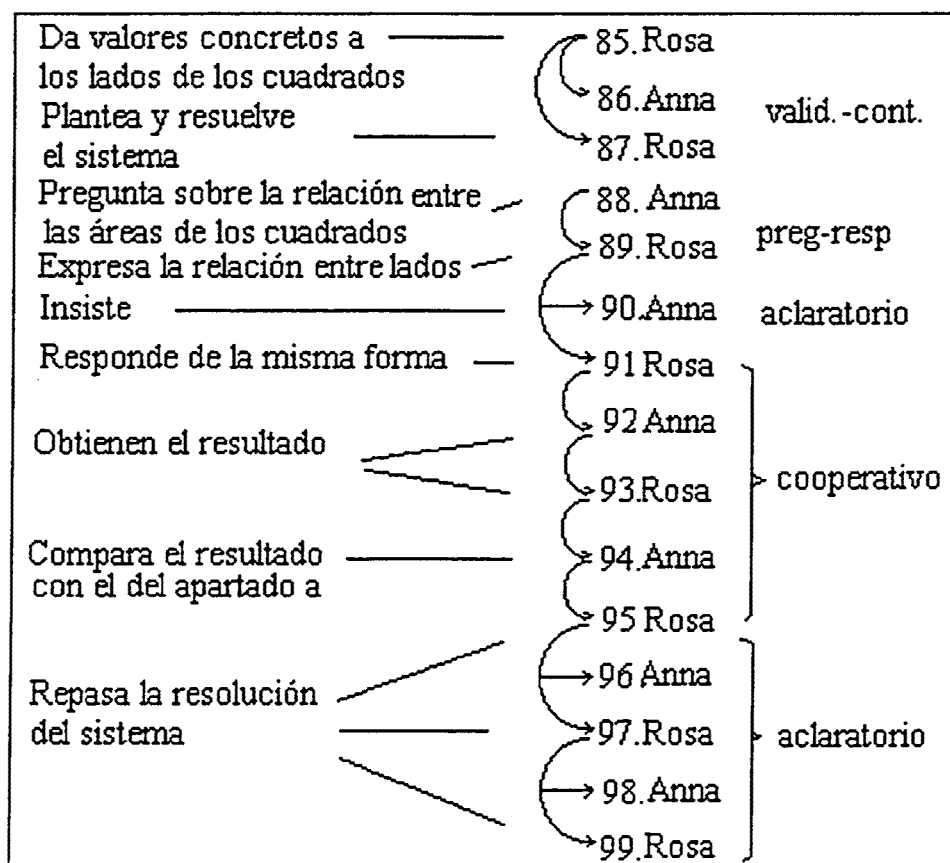 Da valores concretos a
los lados de los cuadrados
85.Rosa
86.Anna
valid.-cont.
Plantea y resuelve
el sistema
87.Rosa
Pregunta sobre la relación entre
las áreas de los cuadrados
88. Anna
preg-resp
Expresa la relación entre lados
89.Rosa
Insiste
90.Anna
aclaratorio
Responde de la misma forma
91 Rosa
92 Anna
Obtienen el resultado
93.Rosa
cooperativo
Compara el resultado
con el del apartado a
94.Anna
95 Rosa
96 Anna
Repasa la resolución
del sistema
97.Rosa
aclaratorio
98.Anna
99.Rosa